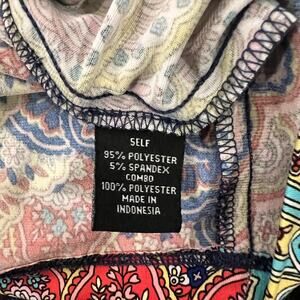 SELF
95% POLYESTER
5% SPANDEX
COMBO
100% POLYESTER
MADE IN
INDONESIA